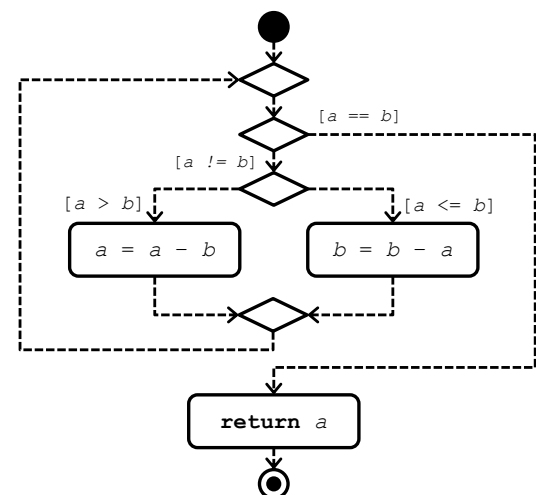 [a == b]
[a != b]
[a > b]
[a <= b]
a = a - b
b = b - a
return a